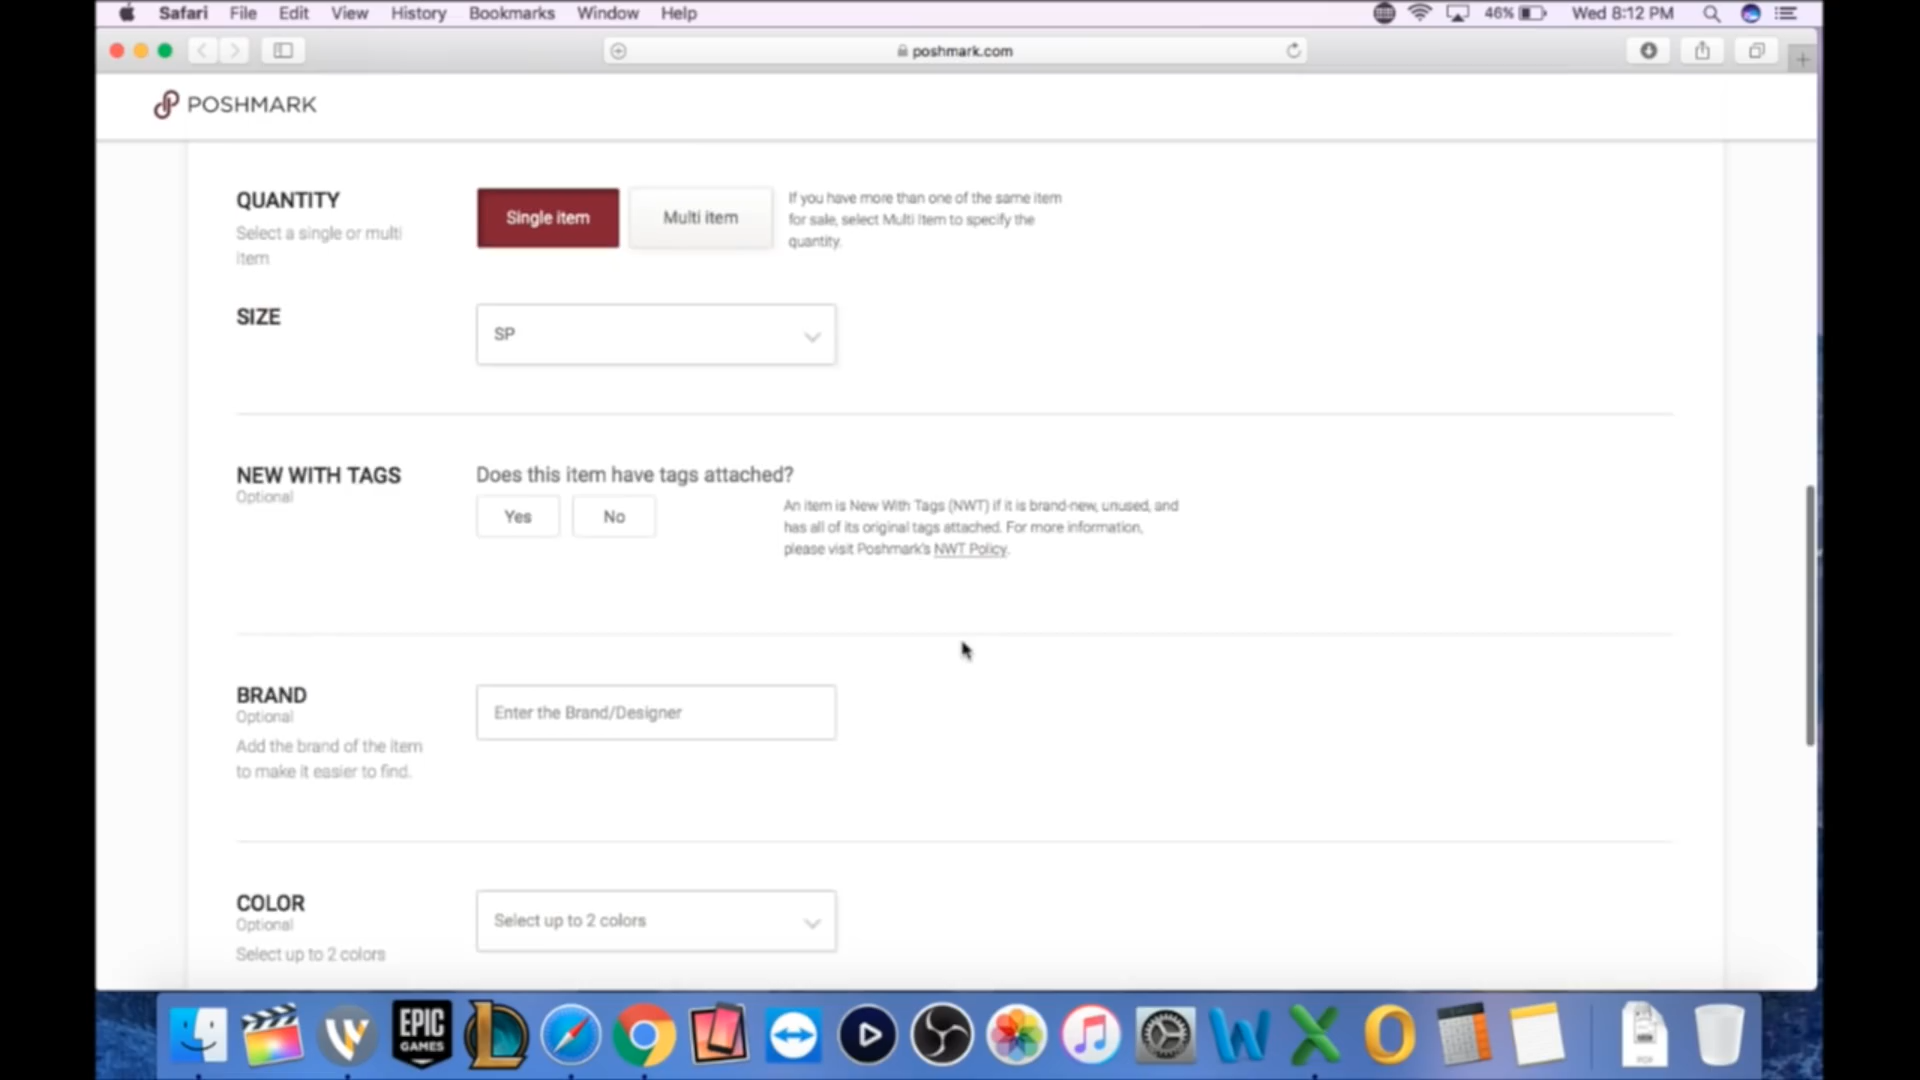 Safari File Edit View History Bookmarks Window Help 46% Wed 8:12 PM
poshmark.com
POSHMARK
QUANTITY
Select a single or multi
item
Single item
Multi item
If you have more than one of the same item
for sale, select Multi Item to specify the
quantity.
SIZE
SP
NEW WITH TAGS
Optional
Does this item have tags attached?
Yes
No
An item is New With Tags (NWT) if it is brand-new, unused, and
has all of its original tags attached. For more information,
please visit Poshmark's NWT Policy.
BRAND
Optional
Add the brand of the item
to make it easier to find.
Enter the Brand/Designer
COLOR
Optional
Select up to 2 colors
Select up to 2 colors
EPIC
GAMES
PDF